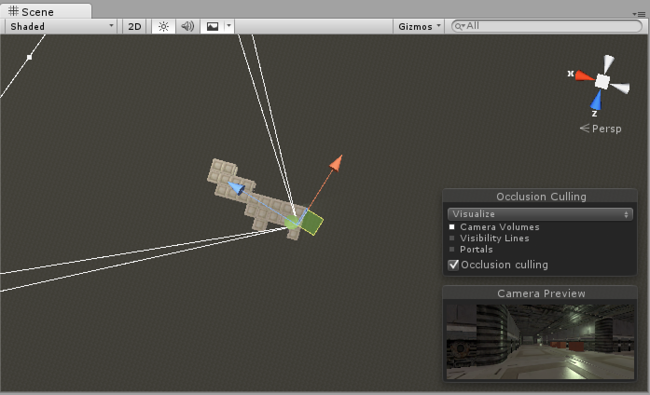 Scene
Shaded 2D Gizmos All
x
z
Persp
Occlusion Culling
Visualize
Camera Volumes
Visibility Lines
Portals
Occlusion culling
Camera Preview